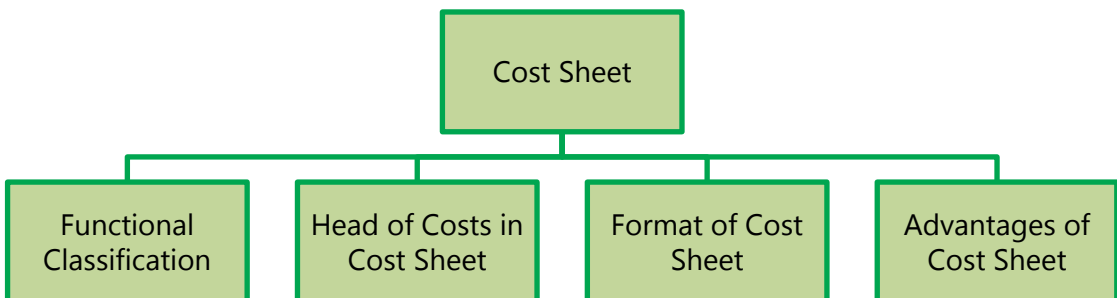 Cost Sheet
Functional
Classification
Head of Costs in
Cost Sheet
Format of Cost
Sheet
Advantages of
Cost Sheet